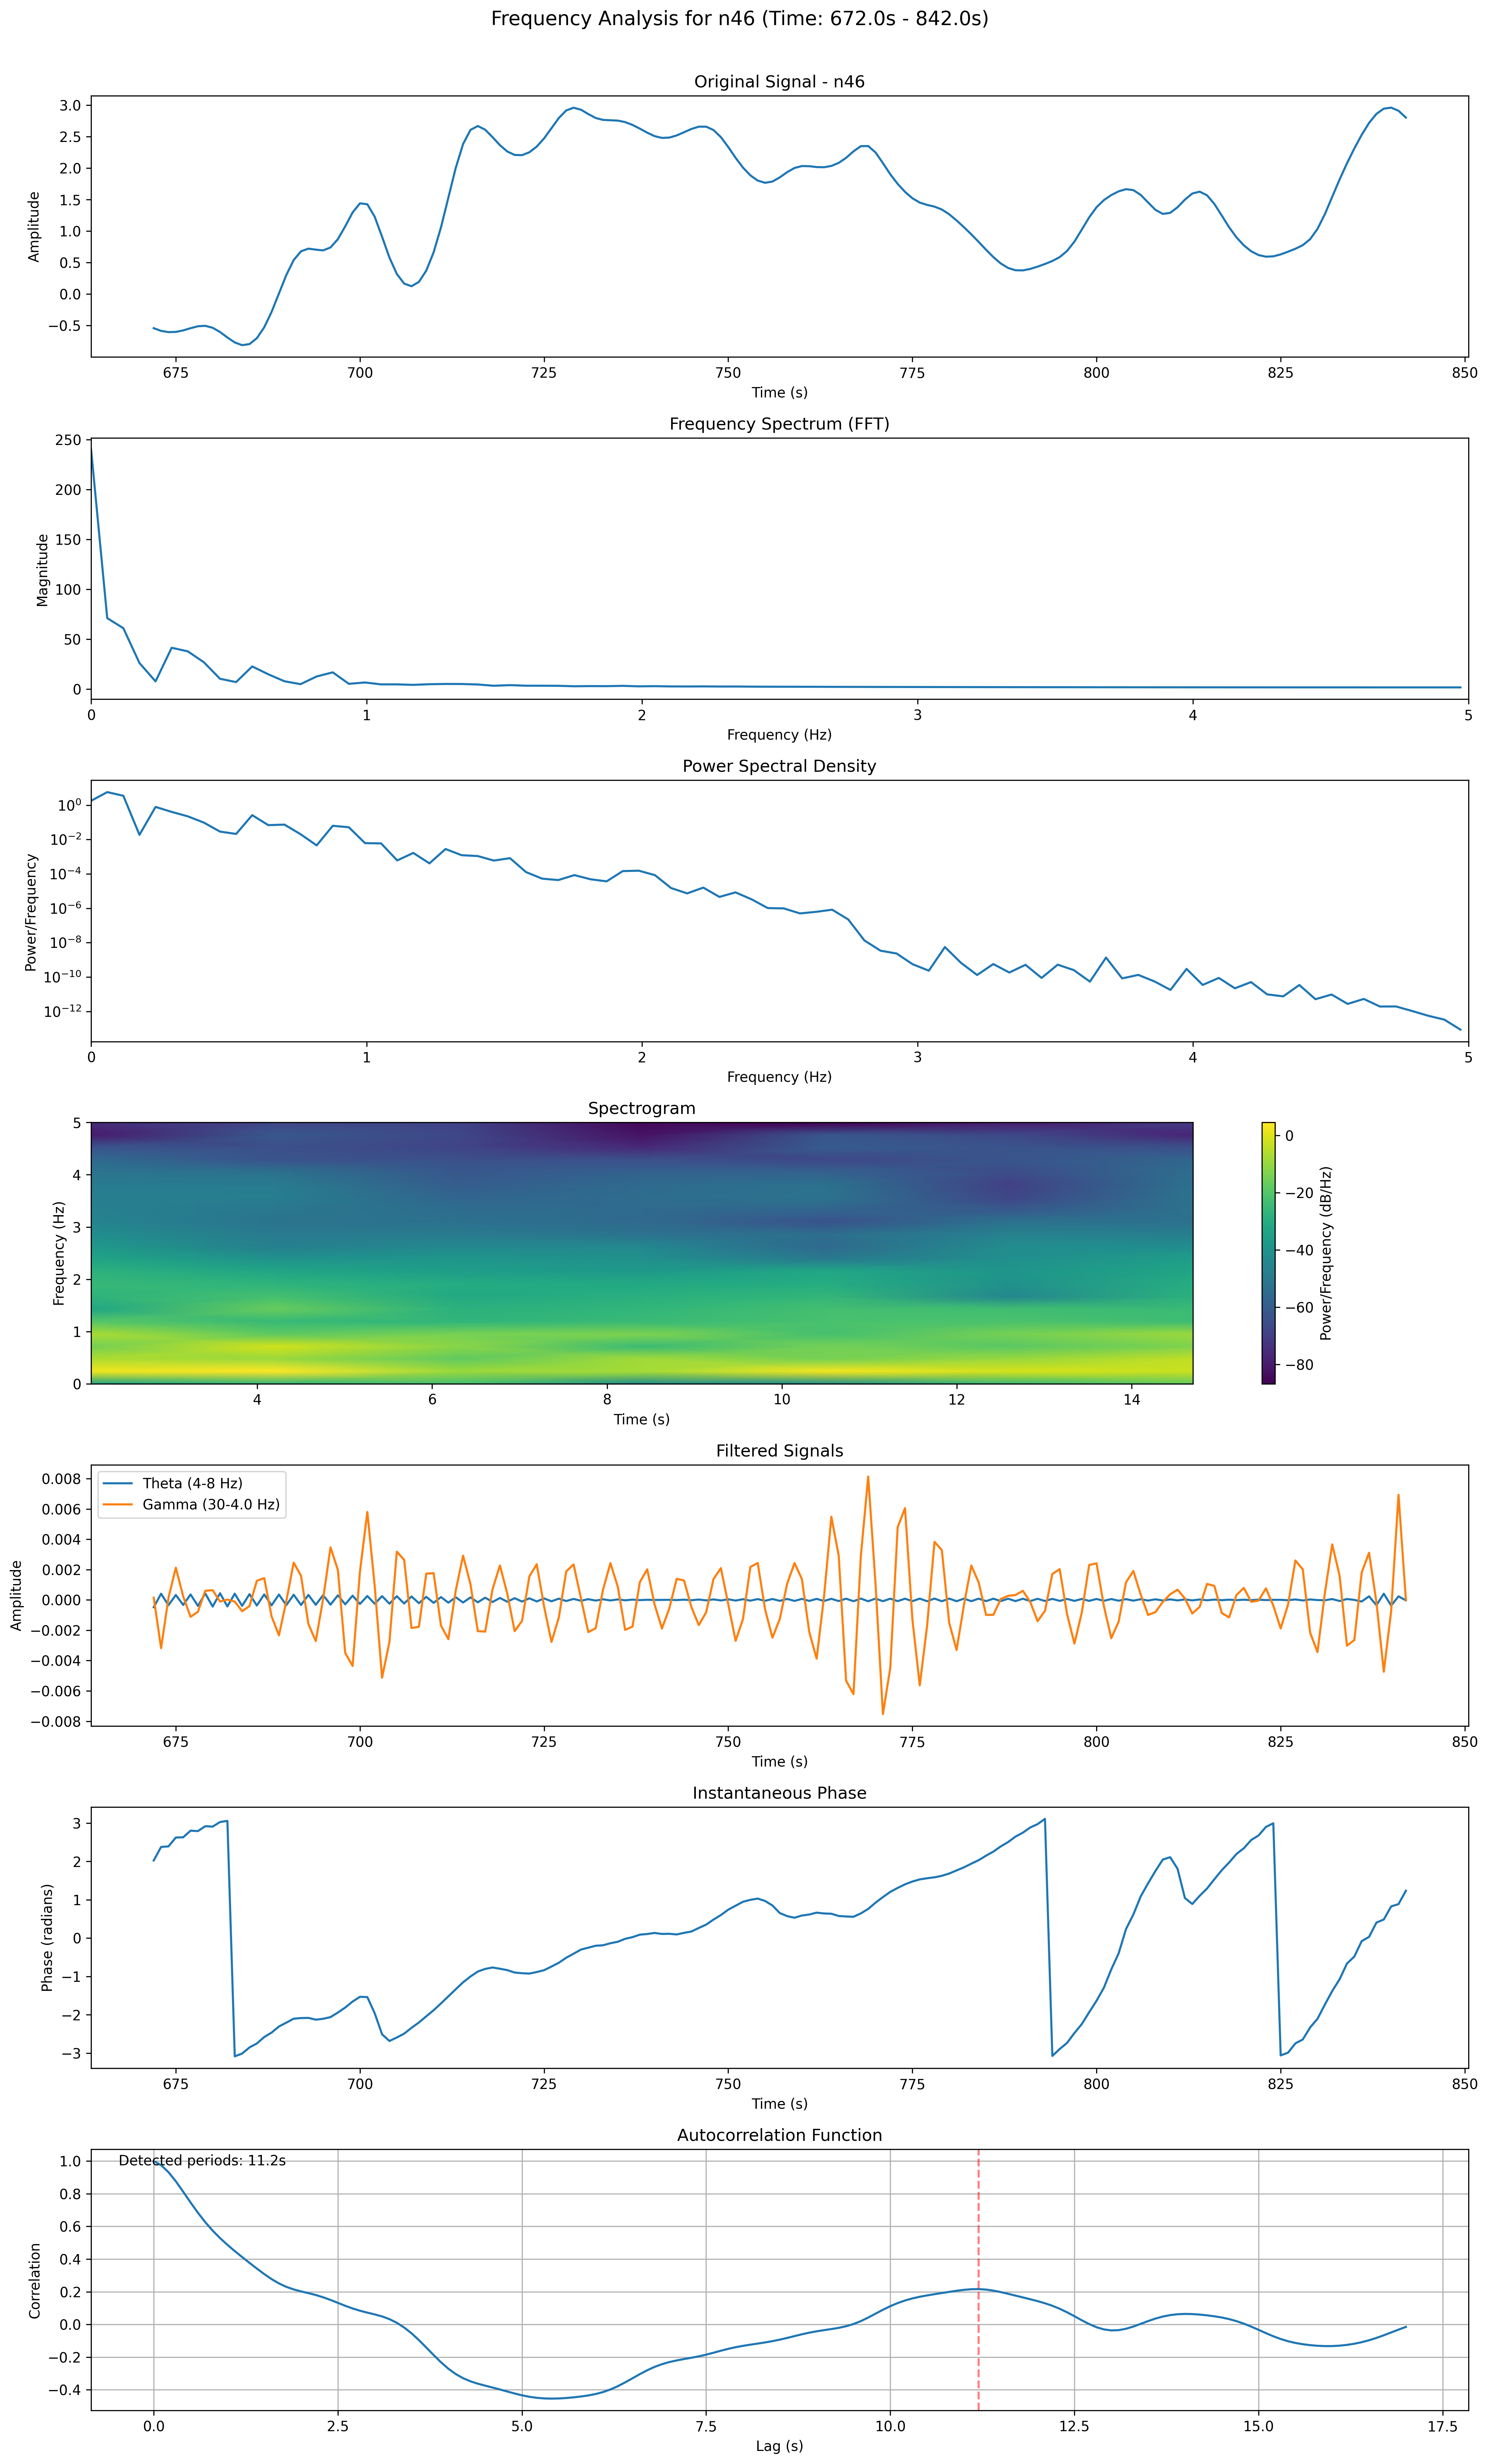 Frequency Analysis for n46 (Time: 672.0s - 842.0s)
Original Signal - n46
3.0
2.5
2.0
1.5
1.0
0.5
0.0
−0.5
Amplitude
675 700 725 750 775 800 825 850
Time (s)
Frequency Spectrum (FFT)
250
200
150
100
50
0
Magnitude
0 1 2 3 4 5
Frequency (Hz)
Power Spectral Density
10⁰
10⁻²
10⁻⁴
10⁻⁶
10⁻⁸
10⁻¹⁰
10⁻¹²
Power/Frequency
0 1 2 3 4 5
Frequency (Hz)
Spectrogram
5
4
3
2
1
0
Frequency (Hz)
4 6 8 10 12 14
Time (s)
0
−20
−40
−60
−80
Power/Frequency (dB/Hz)
Filtered Signals
Theta (4-8 Hz)
Gamma (30-4.0 Hz)
0.008
0.006
0.004
0.002
0.000
−0.002
−0.004
−0.006
−0.008
Amplitude
675 700 725 750 775 800 825 850
Time (s)
Instantaneous Phase
3
2
1
0
−1
−2
−3
Phase (radians)
675 700 725 750 775 800 825 850
Time (s)
Autocorrelation Function
Detected periods: 11.2s
1.0
0.8
0.6
0.4
0.2
0.0
−0.2
−0.4
Correlation
0.0 2.5 5.0 7.5 10.0 12.5 15.0 17.5
Lag (s)